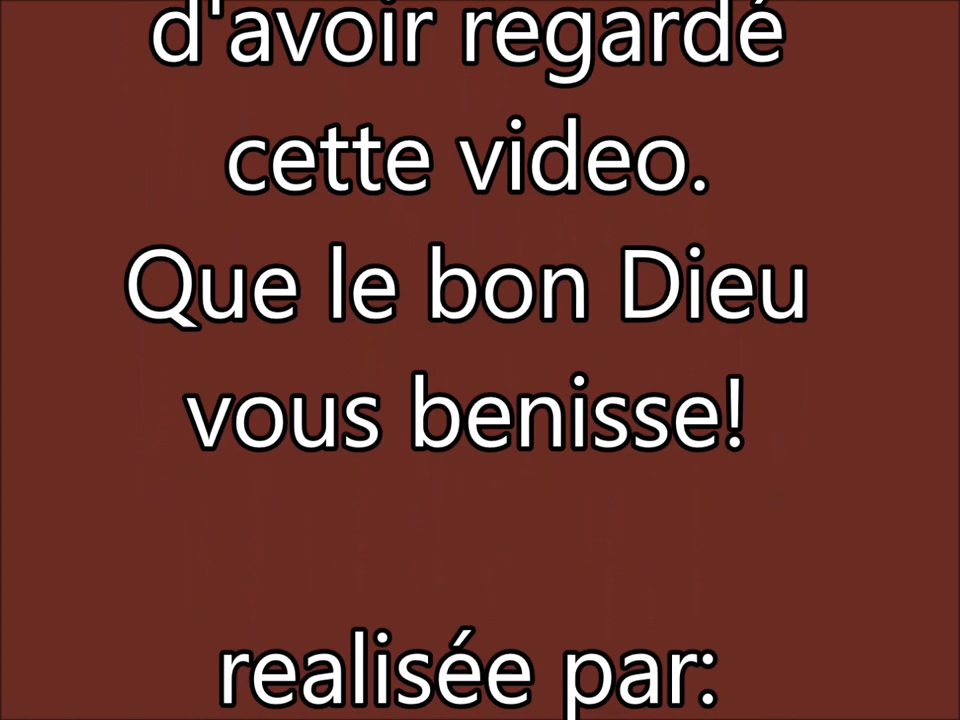 d'avoir regardé
cette video.
Que le bon Dieu
vous benisse!
realisée par: